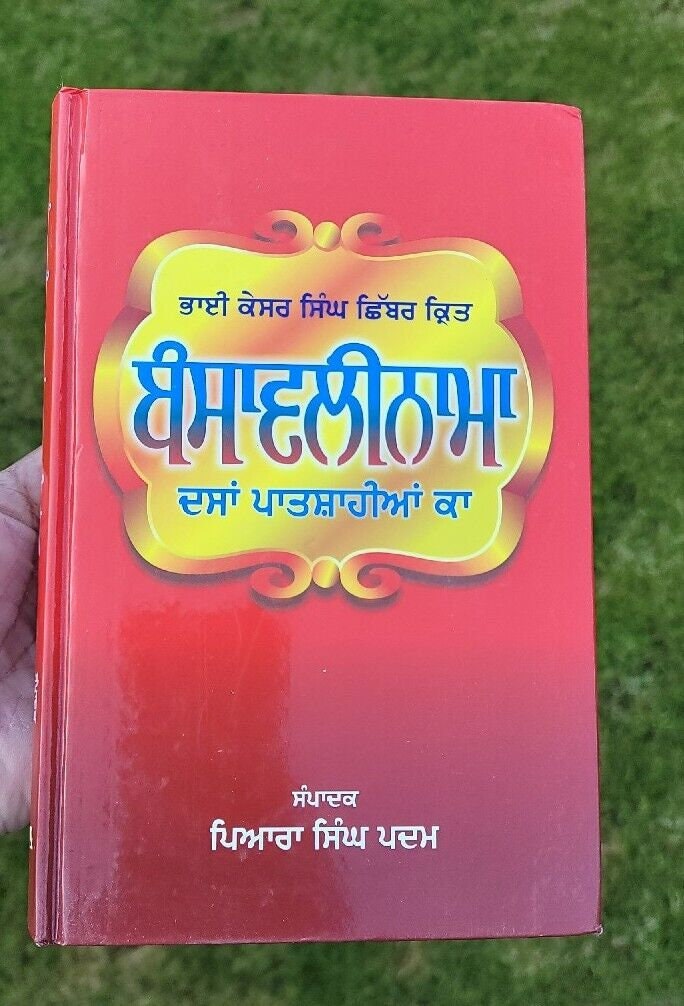 ਭਾਈ ਕੇਸਰ ਸਿੰਘ ਛਿੱਬਰ ਕ੍ਰਿਤ
ਬੰਸਾਵਲੀਨਾਮਾ
ਦਸਾਂ ਪਾਤਸ਼ਾਹੀਆਂ ਕਾ
ਸੰਪਾਦਕ
ਪਿਆਰਾ ਸਿੰਘ ਪਦਮ